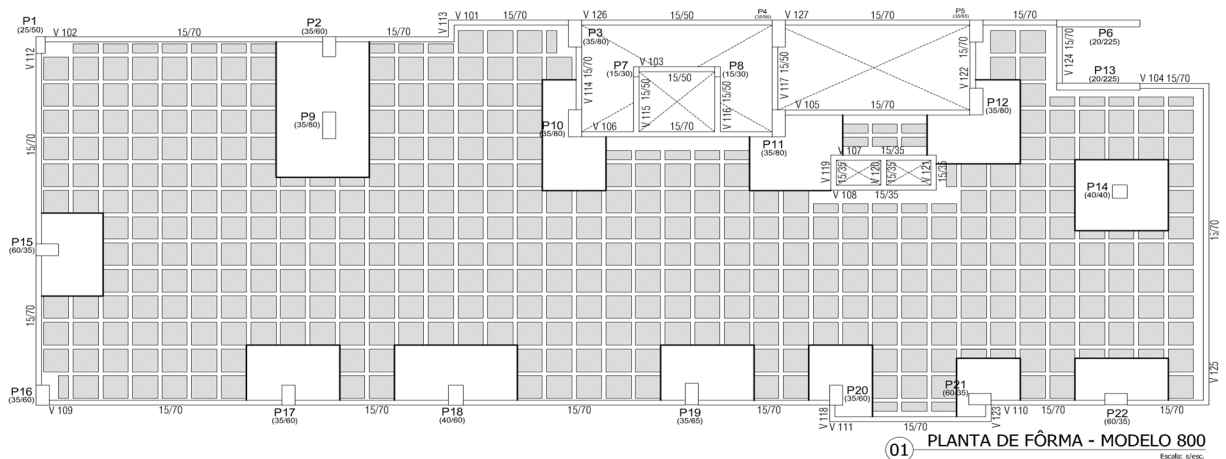 P1
(25/50)
V 102
15/70
P2
(35/60)
15/70
V 113
V 101
15/70
V 126
15/50
P4
(35/80)
V 127
15/70
P5
(35/65)
15/70
P6
(20/225)
V 112
P3
(35/80)
V 103
P7
(15/30)
15/50
P8
(15/30)
V 114
15/70
V 115
15/50
V 116
15/50
V 117
15/50
V 122
15/70
V 124
15/70
P13
(20/225)
V 104
15/70
P9
(35/80)
P10
(35/80)
V 106
15/70
V 105
15/70
P12
(35/80)
P11
(35/80)
15/70
V 107
15/35
V 119
15/35
V 120
15/35
V 121
15/35
V 108
15/35
P14
(40/40)
P15
(60/35)
15/70
15/70
P16
(35/60)
V 109
15/70
P17
(35/60)
15/70
P18
(40/60)
15/70
P19
(35/65)
15/70
V 118
P20
(35/60)
V 111
15/70
P21
(60/35)
V 123
V 110
15/70
P22
(60/35)
15/70
V 125
01
PLANTA DE FÔRMA - MODELO 800
Escala: s/esc.